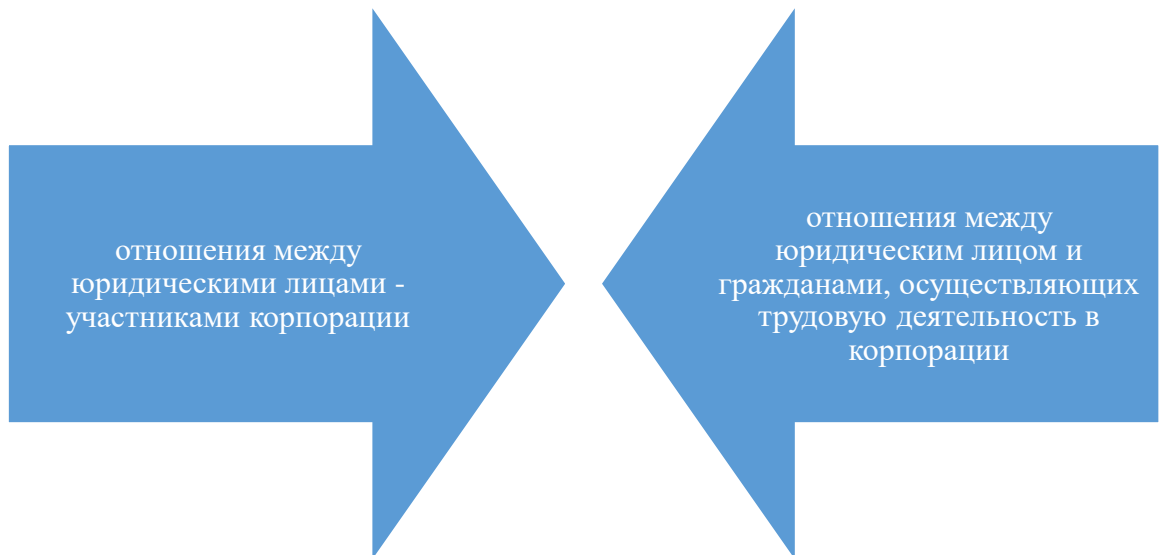 отношения между
юридическими лицами -
участниками корпорации
отношения между
юридическим лицом и
гражданами, осуществляющих
трудовую деятельность в
корпорации